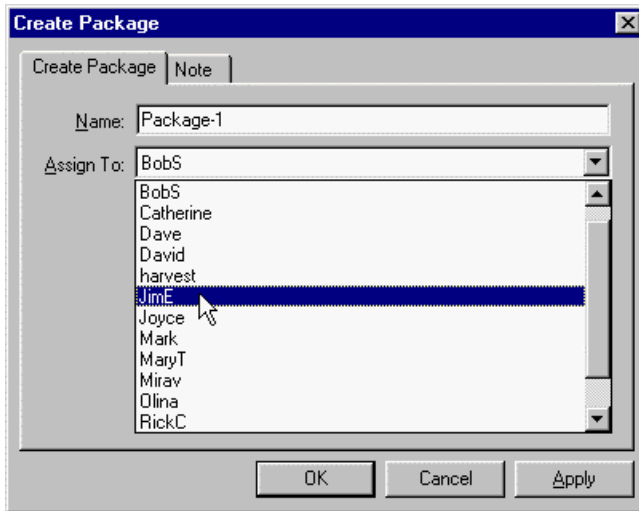 Create Package
Create Package Note
Name: Package-1
Assign To: BobS
BobS
Catherine
Dave
David
harvest
JimE
Joyce
Mark
MaryT
Mirav
Olina
RickC
OK Cancel Apply